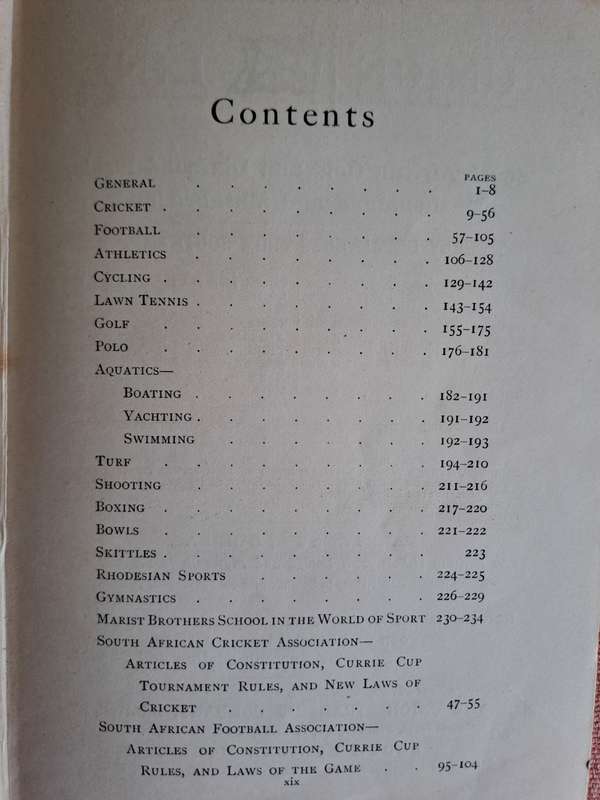 Contents
PAGES
GENERAL . . . . . . . . 1–8
CRICKET . . . . . . . . . 9–56
FOOTBALL . . . . . . . . 57–105
ATHLETICS . . . . . . . . 106–128
CYCLING . . . . . . . . . 129–142
LAWN TENNIS . . . . . . . . 143–154
GOLF . . . . . . . . . 155–175
POLO . . . . . . . . . 176–181
AQUATICS—
BOATING . . . . . . . . 182–191
YACHTING . . . . . . . . 191–192
SWIMMING . . . . . . . 192–193
TURF . . . . . . . . . 194–210
SHOOTING . . . . . . . . 211–216
BOXING . . . . . . . . . 217–220
BOWLS . . . . . . . . . 221–222
SKITTLES . . . . . . . . . 223
RHODESIAN SPORTS . . . . . . 224–225
GYMNASTICS . . . . . . . . 226–229
MARIST BROTHERS SCHOOL IN THE WORLD OF SPORT 230–234
SOUTH AFRICAN CRICKET ASSOCIATION—
ARTICLES OF CONSTITUTION, CURRIE CUP
TOURNAMENT RULES, AND NEW LAWS OF
CRICKET . . . . . . . 47–55
SOUTH AFRICAN FOOTBALL ASSOCIATION—
ARTICLES OF CONSTITUTION, CURRIE CUP
RULES, AND LAWS OF THE GAME . . 95–104
xix